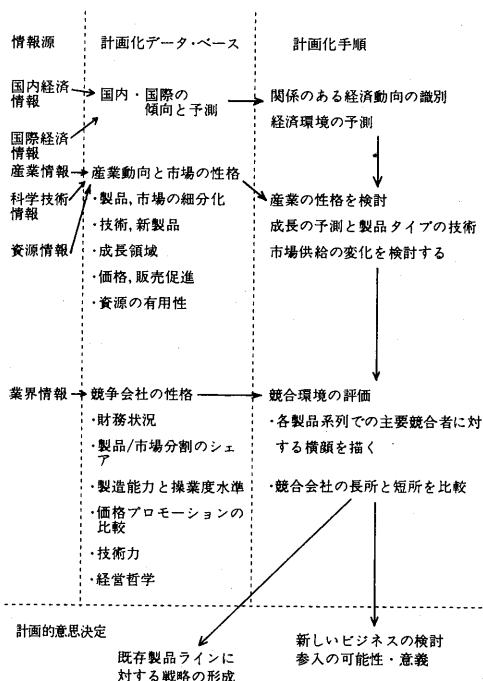 情報源
計画化データ・ベース
計画化手順
国内経済
情報
国際経済
情報
国内・国際の
傾向と予測
関係のある経済動向の識別
経済環境の予測
産業情報
科学技術
情報
資源情報
産業動向と市場の性格
・製品,市場の細分化
・技術,新製品
・成長領域
・価格,販売促進
・資源の有用性
産業の性格を検討
成長の予測と製品タイプの技術
市場供給の変化を検討する
業界情報
競争会社の性格
・財務状況
・製品/市場分割のシェ
ア
・製造能力と操業度水準
・価格プロモーションの
比較
・技術力
・経営哲学
競合環境の評価
・各製品系列での主要競合者に対
する横顔を描く
・競合会社の長所と短所を比較
計画的意思決定
既存製品ラインに
対する戦略の形成
新しいビジネスの検討
参入の可能性・意義